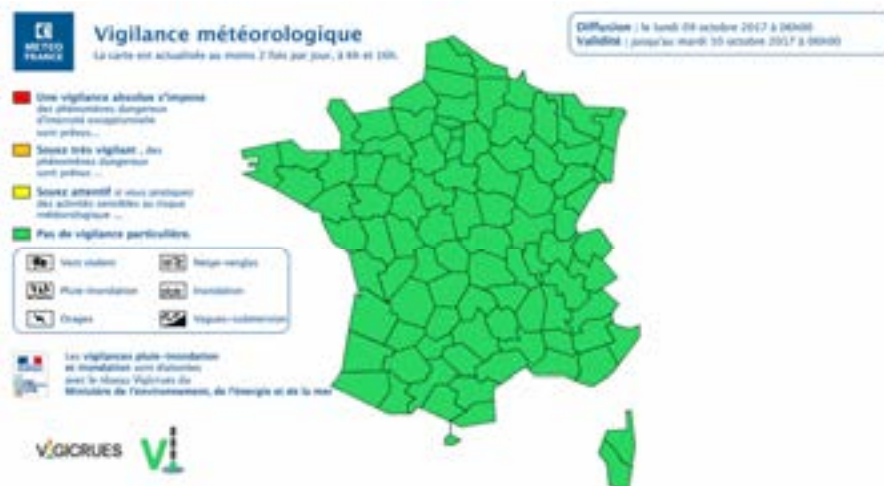 METEO
FRANCE
Vigilance météorologique
La carte est actualisée au moins 2 fois par jour, à 6h et 16h.
Diffusion : le lundi 09 octobre 2017 à 06h00
Validité : jusqu'au mardi 10 octobre 2017 à 06h00
Une vigilance absolue s'impose
des phénomènes dangereux
d'intensité exceptionnelle
sont prévus...
Soyez très vigilant , des
phénomènes dangereux
sont prévus ...
Soyez attentif si vous pratiquez
des activités sensibles au risque
météorologique ...
Pas de vigilance particulière.
Vent violent
Neige-verglas
Pluie-inondation
Inondation
Orages
Vagues-submersion
Les vigilances pluie-inondation
et inondation sont élaborées
avec le réseau Vigicrues du
Ministère de l'environnement, de l'énergie et de la mer
VIGICRUES